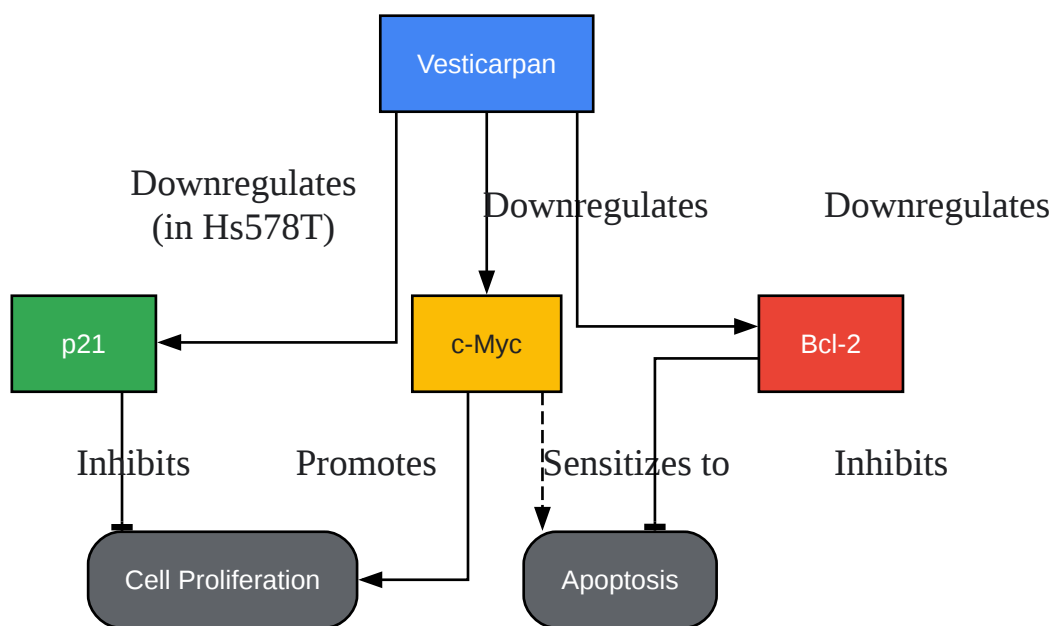 Vesticarpan
Downregulates
(in Hs578T)
Downregulates
Downregulates
p21
c-Myc
Bcl-2
Inhibits
Promotes
Sensitizes to
Inhibits
Cell Proliferation
Apoptosis